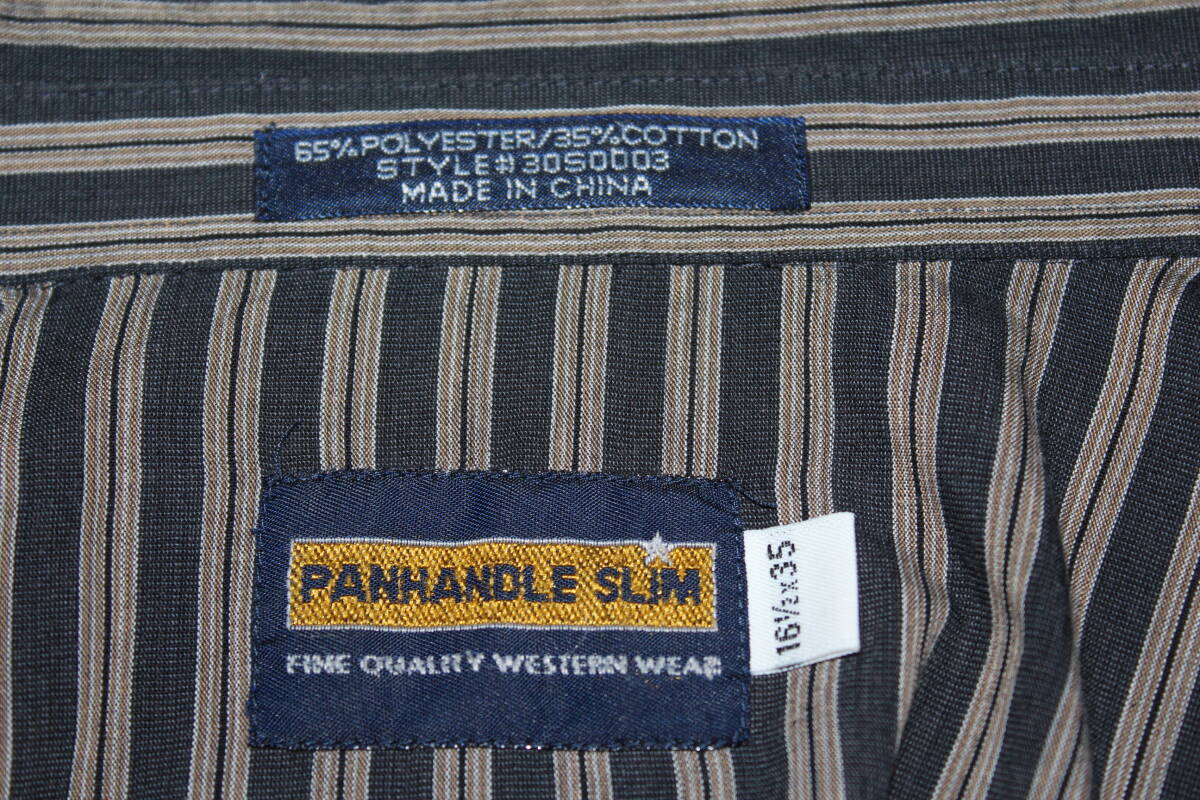 65%POLYESTER/35%COTTON
STYLE#30S0003
MADE IN CHINA
PANHANDLE SLIM
FINE QUALITY WESTERN WEAR
16½x35